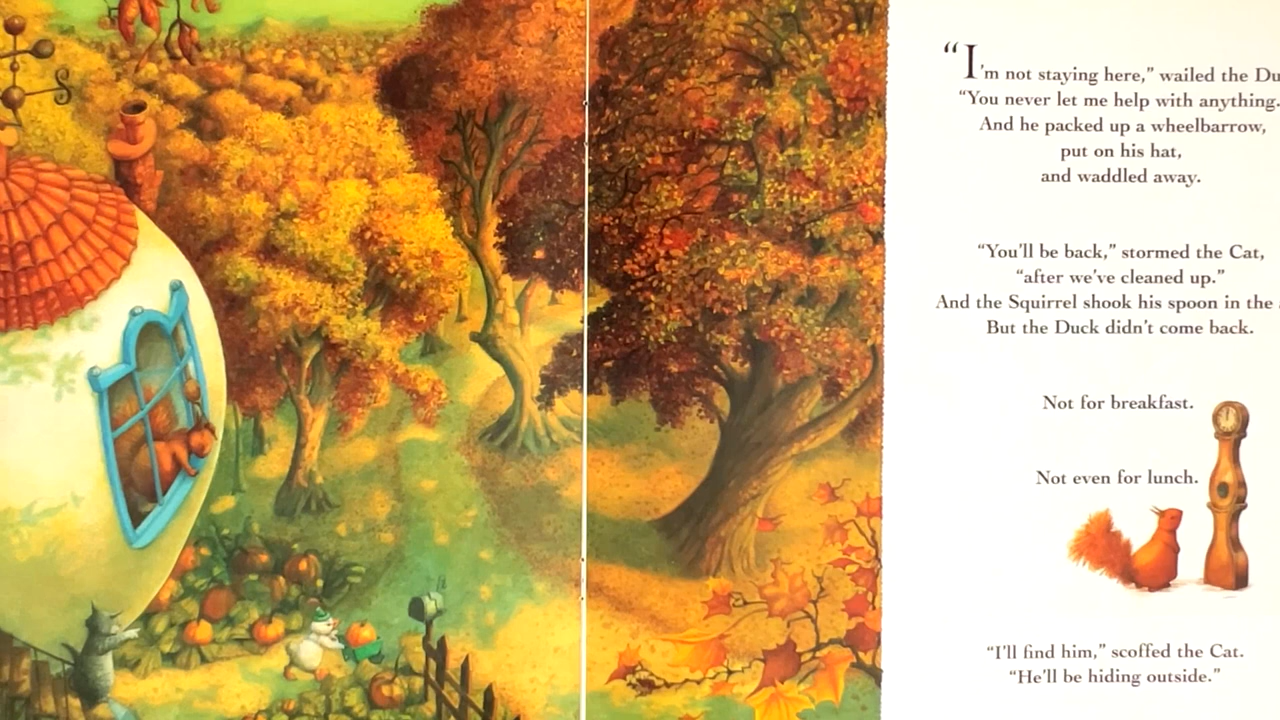 “I’m not staying here,” wailed the Du
“You never let me help with anything.
And he packed up a wheelbarrow,
put on his hat,
and waddled away.
“You’ll be back,” stormed the Cat,
“after we’ve cleaned up.”
And the Squirrel shook his spoon in the
But the Duck didn’t come back.
Not for breakfast.
Not even for lunch.
“I’ll find him,” scoffed the Cat.
“He’ll be hiding outside.”
S